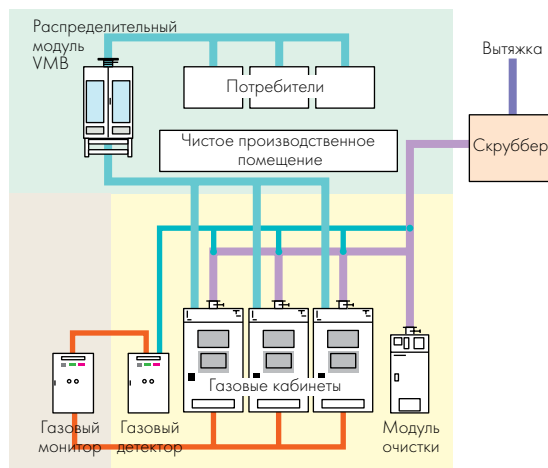 Распределительный
модуль
VMB
Потребители
Вытяжка
Чистое производственное
помещение
Скруббер
Газовые кабинеты
Газовый
монитор
Газовый
детектор
Модуль
очистки